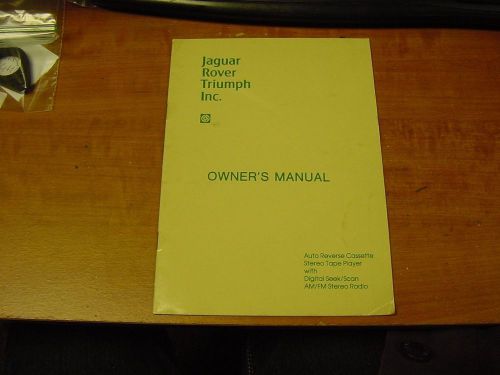 Jaguar
Rover
Triumph
Inc.
OWNER'S MANUAL
Auto Reverse Cassette
Stereo Tape Player
with
Digital Seek/Scan
AM/FM Stereo Radio